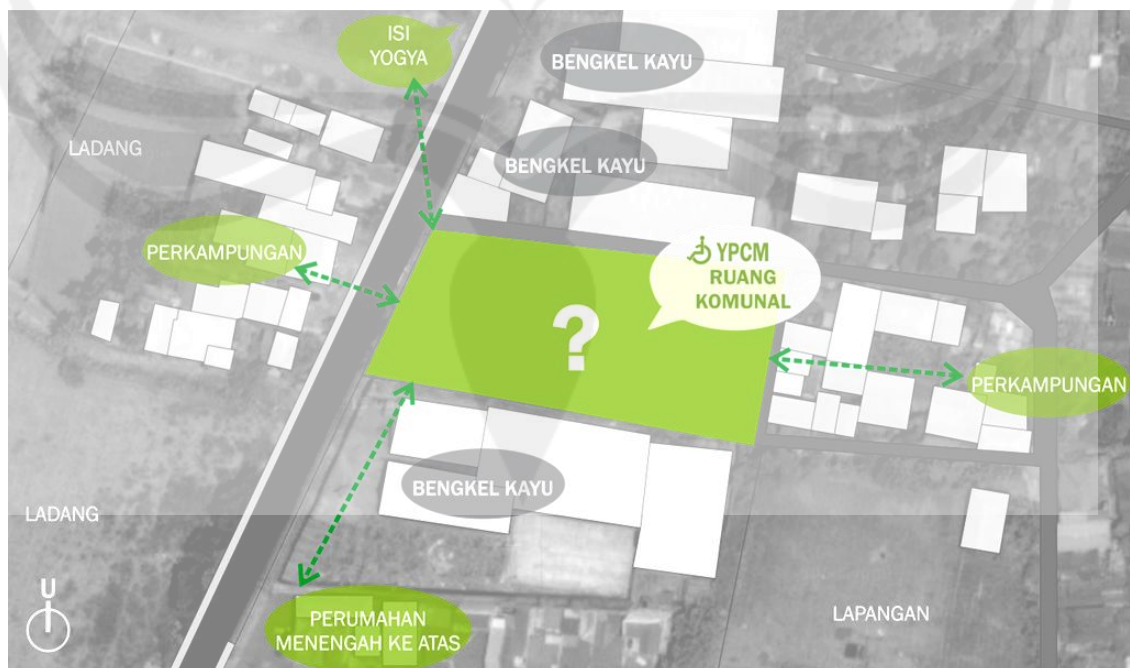 ISI
YOGYA
BENGKEL KAYU
LADANG
BENGKEL KAYU
PERKAMPUNGAN
YPCM
RUANG
KOMUNAL
?
PERKAMPUNGAN
BENGKEL KAYU
LADANG
U
PERUMAHAN
MENENGAH KE ATAS
LAPANGAN